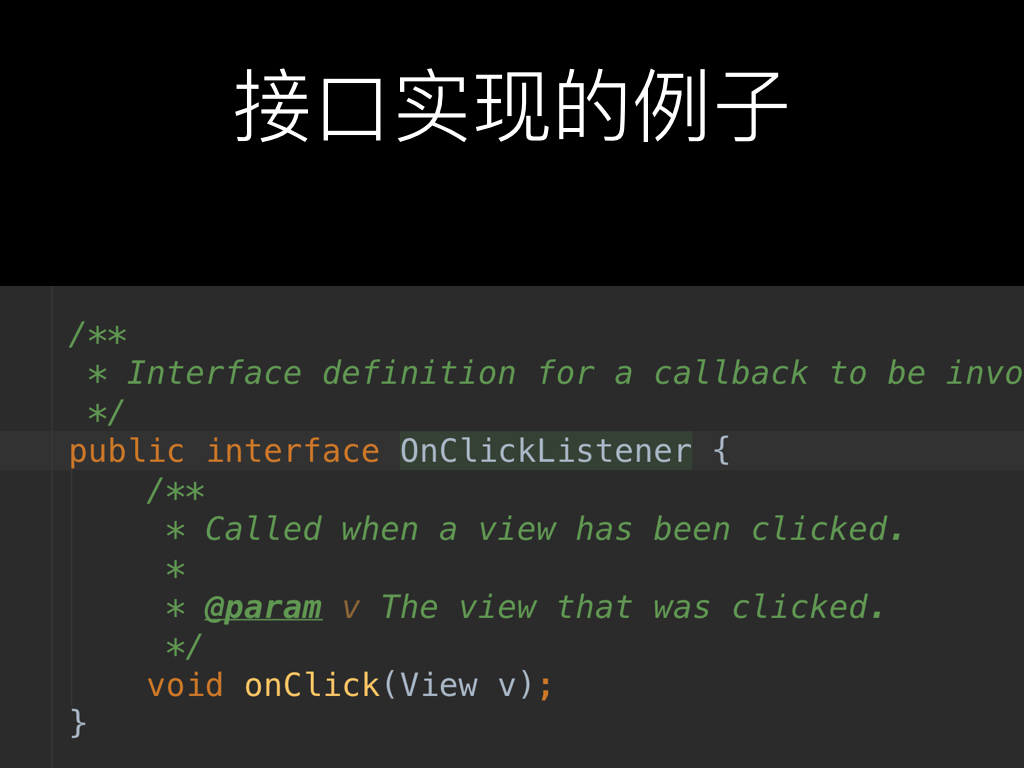 接口实现的例子
/**
 * Interface definition for a callback to be invo
 */
public interface OnClickListener {
    /**
     * Called when a view has been clicked.
     *
     * @param v The view that was clicked.
     */
    void onClick(View v);
}